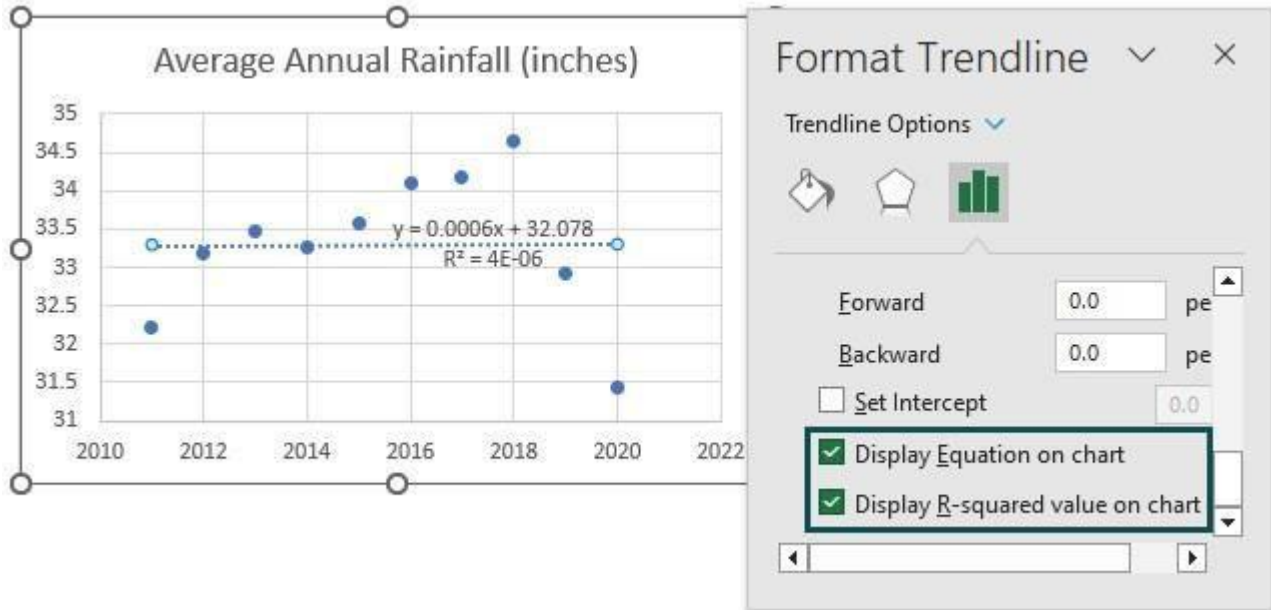 Average Annual Rainfall (inches)
35
34.5
34
33.5
33
32.5
32
31.5
31
y = 0.0006x + 32.078
R² = 4E-06
2010 2012 2014 2016 2018 2020 2022
Format Trendline
Trendline Options
Forward 0.0 pe
Backward 0.0 pe
Set Intercept 0.0
Display Equation on chart
Display R-squared value on chart